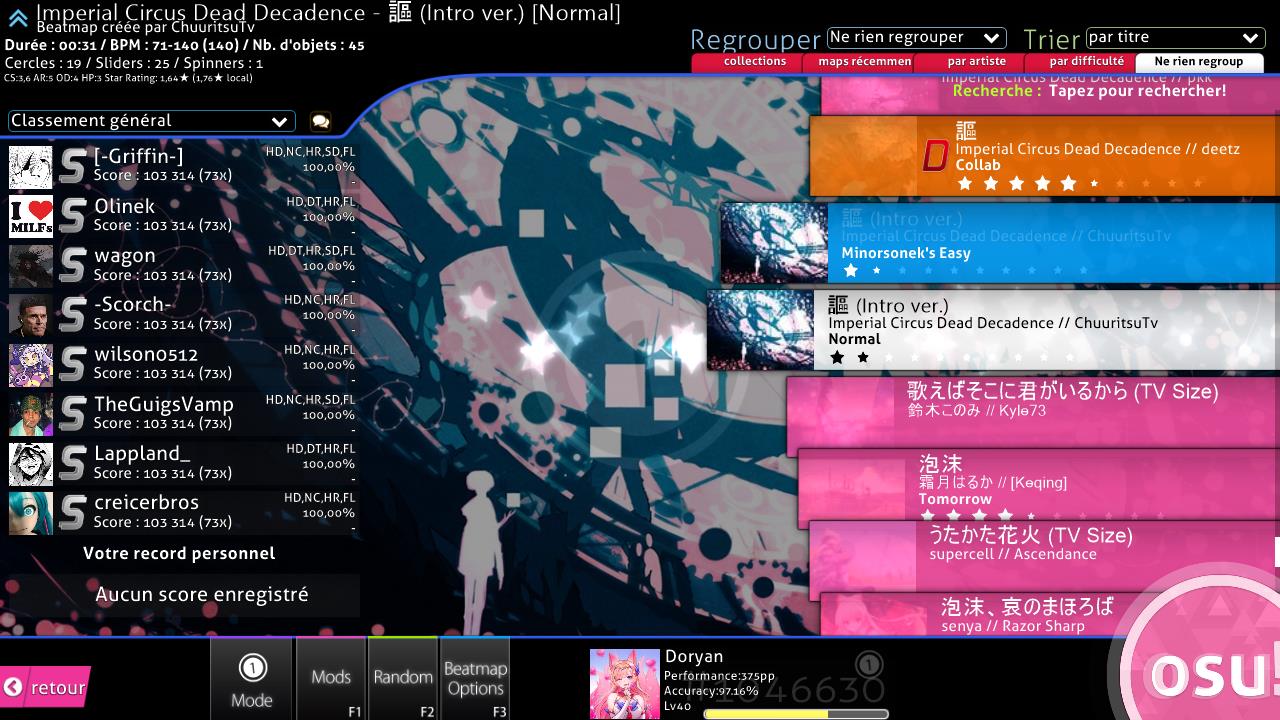 Imperial Circus Dead Decadence - 謳 (Intro ver.) [Normal]
Beatmap créée par ChuuritsuTv
Durée : 00:31 / BPM : 71-140 (140) / Nb. d'objets : 45
Cercles : 19 / Sliders : 25 / Spinners : 1
CS:3,6 AR:5 OD:4 HP:3 Star Rating: 1,64★ (1,76★ local)
Regrouper Ne rien regrouper Trier par titre
collections maps récemmen par artiste par difficulté Ne rien regroup
Imperial Circus Dead Decadence // pkk
Recherche : Tapez pour rechercher!
Classement général
[-Griffin-] HD,NC,HR,SD,FL
Score : 103 314 (73x) 100,00%
-
Olinek HD,DT,HR,FL
Score : 103 314 (73x) 100,00%
-
I ❤ MILFs
wagon HD,DT,HR,SD,FL
Score : 103 314 (73x) 100,00%
-
-Scorch- HD,NC,HR,FL
Score : 103 314 (73x) 100,00%
-
wilson0512 HD,NC,HR,FL
Score : 103 314 (73x) 100,00%
-
TheGuigsVamp HD,NC,HR,SD,FL
Score : 103 314 (73x) 100,00%
-
Lappland_ HD,DT,HR,FL
Score : 103 314 (73x) 100,00%
-
creicerbros HD,NC,HR,FL
Score : 103 314 (73x) 100,00%
-
Votre record personnel
Aucun score enregistré
謳
Imperial Circus Dead Decadence // deetz
D Collab
謳 (Intro ver.)
Imperial Circus Dead Decadence // ChuuritsuTv
Minorsonek's Easy
謳 (Intro ver.)
Imperial Circus Dead Decadence // ChuuritsuTv
Normal
歌えばそこに君がいるから (TV Size)
鈴木このみ // Kyle73
泡沫
霜月はるか // [Keqing]
Tomorrow
うたかた花火 (TV Size)
supercell // Ascendance
泡沫、哀のまほろば
senya // Razor Sharp
retour
1 Mode
Mods F1
Random F2
Beatmap Options F3
Doryan
Performance:375pp
Accuracy:97.16%
Lv40
1
osu!